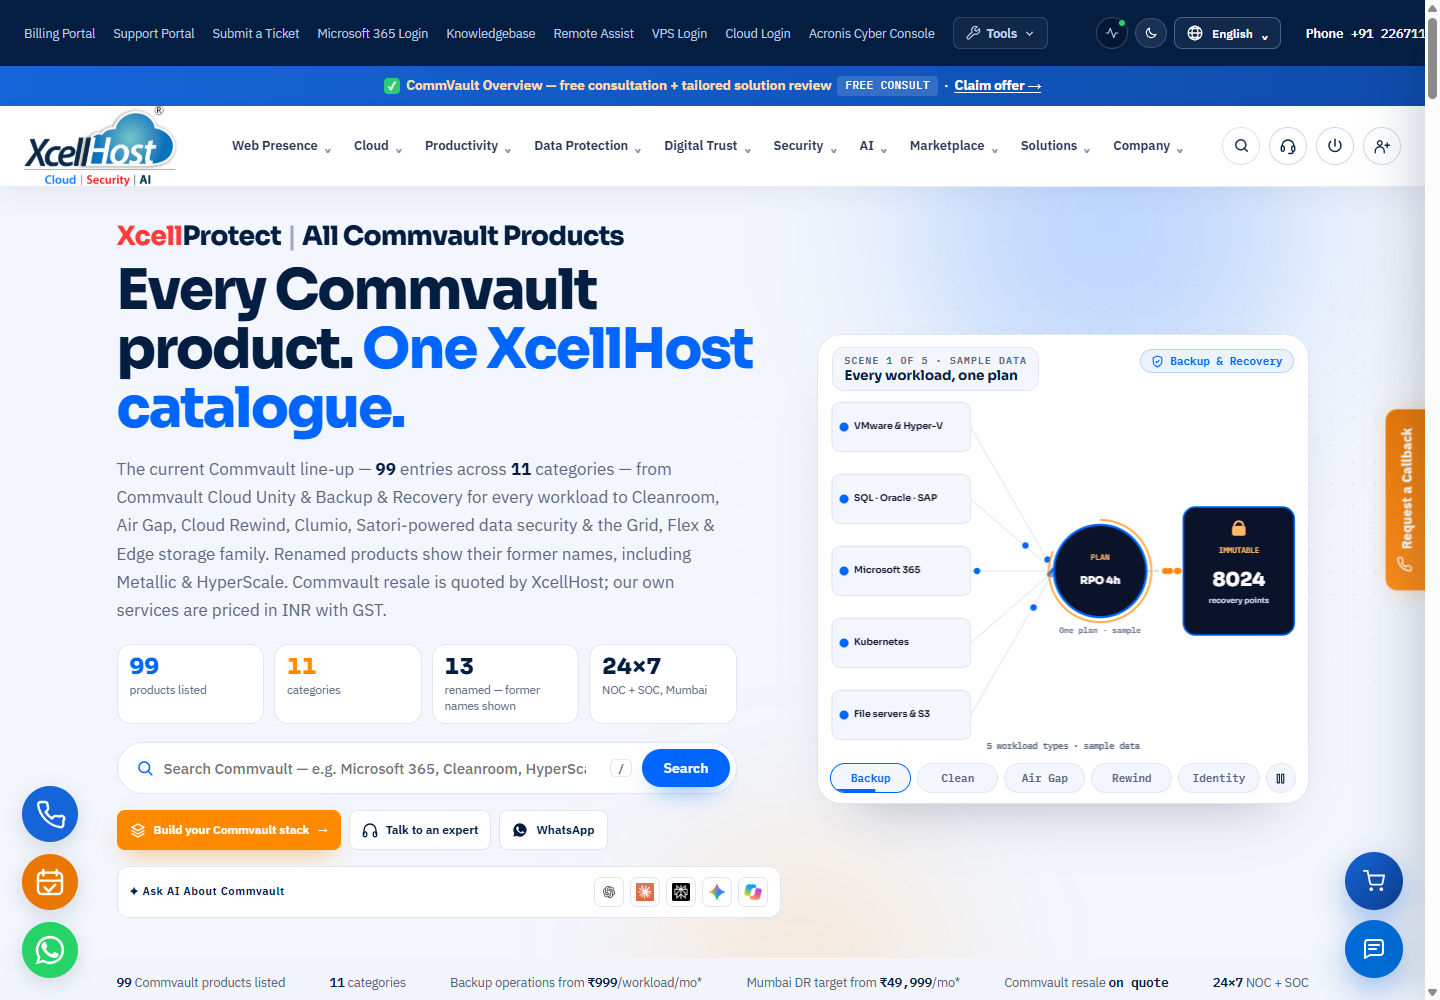 Billing Portal Support Portal Submit a Ticket Microsoft 365 Login Knowledgebase Remote Assist VPS Login Cloud Login Acronis Cyber Console Tools English Phone +91 226711
✓ CommVault Overview — free consultation + tailored solution review FREE CONSULT · Claim offer →
XcellHost ®
Cloud | Security | AI
Web Presence Cloud Productivity Data Protection Digital Trust Security AI Marketplace Solutions Company
XcellProtect | All Commvault Products
Every Commvault
product. One XcellHost
catalogue.
The current Commvault line-up — 99 entries across 11 categories — from
Commvault Cloud Unity & Backup & Recovery for every workload to Cleanroom,
Air Gap, Cloud Rewind, Clumio, Satori-powered data security & the Grid, Flex &
Edge storage family. Renamed products show their former names, including
Metallic & HyperScale. Commvault resale is quoted by XcellHost; our own
services are priced in INR with GST.
99
products listed
11
categories
13
renamed — former
names shown
24×7
NOC + SOC, Mumbai
Search Commvault — e.g. Microsoft 365, Cleanroom, HyperSc / Search
Build your Commvault stack → Talk to an expert WhatsApp
✦ Ask AI About Commvault
SCENE 1 OF 5 · SAMPLE DATA
Every workload, one plan
Backup & Recovery
VMware & Hyper-V
SQL · Oracle · SAP
Microsoft 365
Kubernetes
File servers & S3
PLAN
RPO 4h
One plan · sample
IMMUTABLE
8024
recovery points
5 workload types · sample data
Backup Clean Air Gap Rewind Identity
Request a Callback
99 Commvault products listed 11 categories Backup operations from ₹999/workload/mo* Mumbai DR target from ₹49,999/mo* Commvault resale on quote 24×7 NOC + SOC